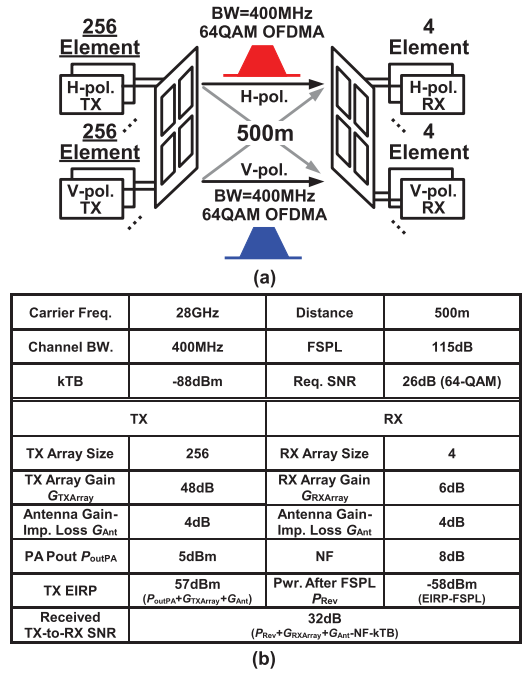 BW=400MHz
64QAM OFDMA
256
Element
4
Element
H-pol.
TX
H-pol.
H-pol.
RX
256
Element
500m
4
Element
V-pol.
TX
V-pol.
V-pol.
RX
BW=400MHz
64QAM OFDMA
(a)
Carrier Freq. 28GHz Distance 500m
Channel BW. 400MHz FSPL 115dB
kTB -88dBm Req. SNR 26dB (64-QAM)
TX RX
TX Array Size 256 RX Array Size 4
TX Array Gain GTXArray 48dB RX Array Gain GRXArray 6dB
Antenna Gain-Imp. Loss GAnt 4dB Antenna Gain-Imp. Loss GAnt 4dB
PA Pout PoutPA 5dBm NF 8dB
TX EIRP 57dBm (PoutPA+GTXArray+GAnt) Pwr. After FSPL PRev -58dBm (EIRP-FSPL)
Received TX-to-RX SNR 32dB (PRev+GRXArray+GAnt-NF-kTB)
(b)